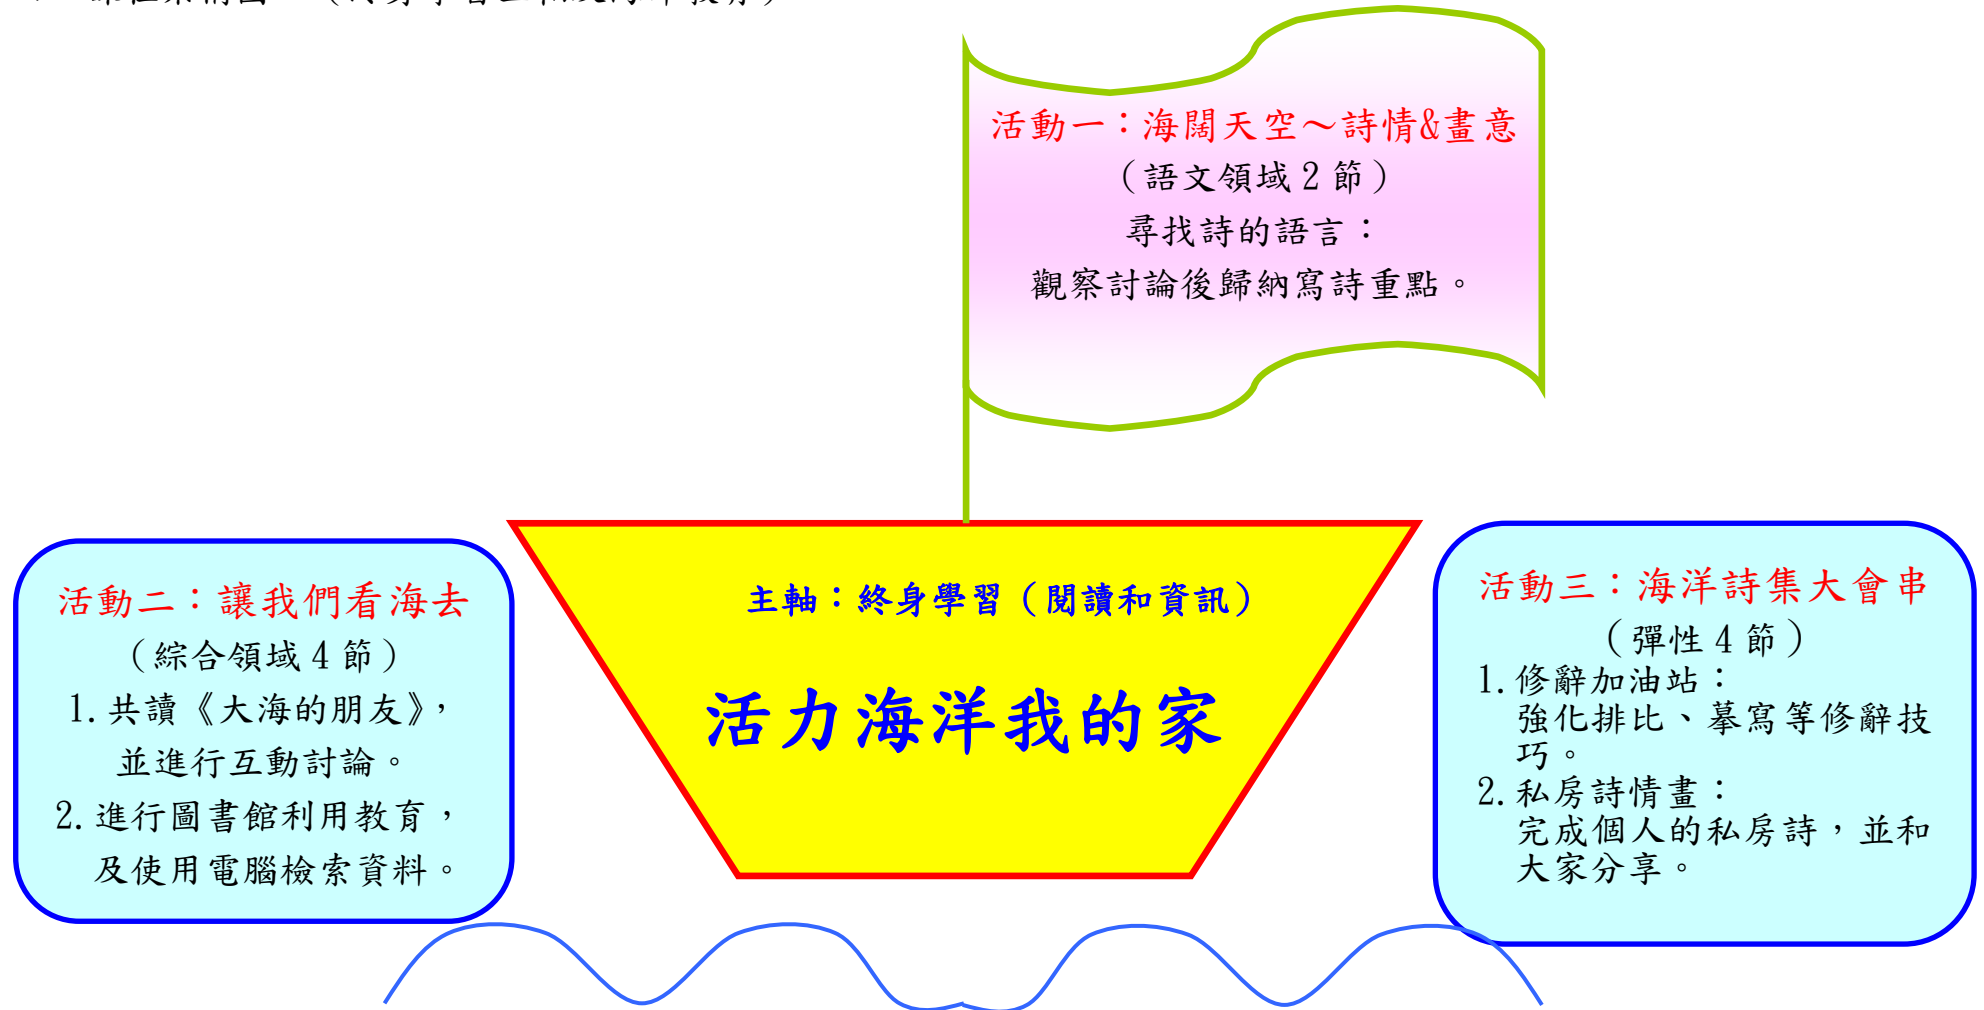 活動一：海闊天空～詩情&畫意
（語文領域 2 節）
尋找詩的語言：
觀察討論後歸納寫詩重點。
主軸：終身學習（閱讀和資訊）
活力海洋我的家
活動二：讓我們看海去
（綜合領域 4 節）
1. 共讀《大海的朋友》，
並進行互動討論。
2. 進行圖書館利用教育，
及使用電腦檢索資料。
活動三：海洋詩集大會串
（彈性 4 節）
1. 修辭加油站：
強化排比、摹寫等修辭技
巧。
2. 私房詩情畫：
完成個人的私房詩，並和
大家分享。